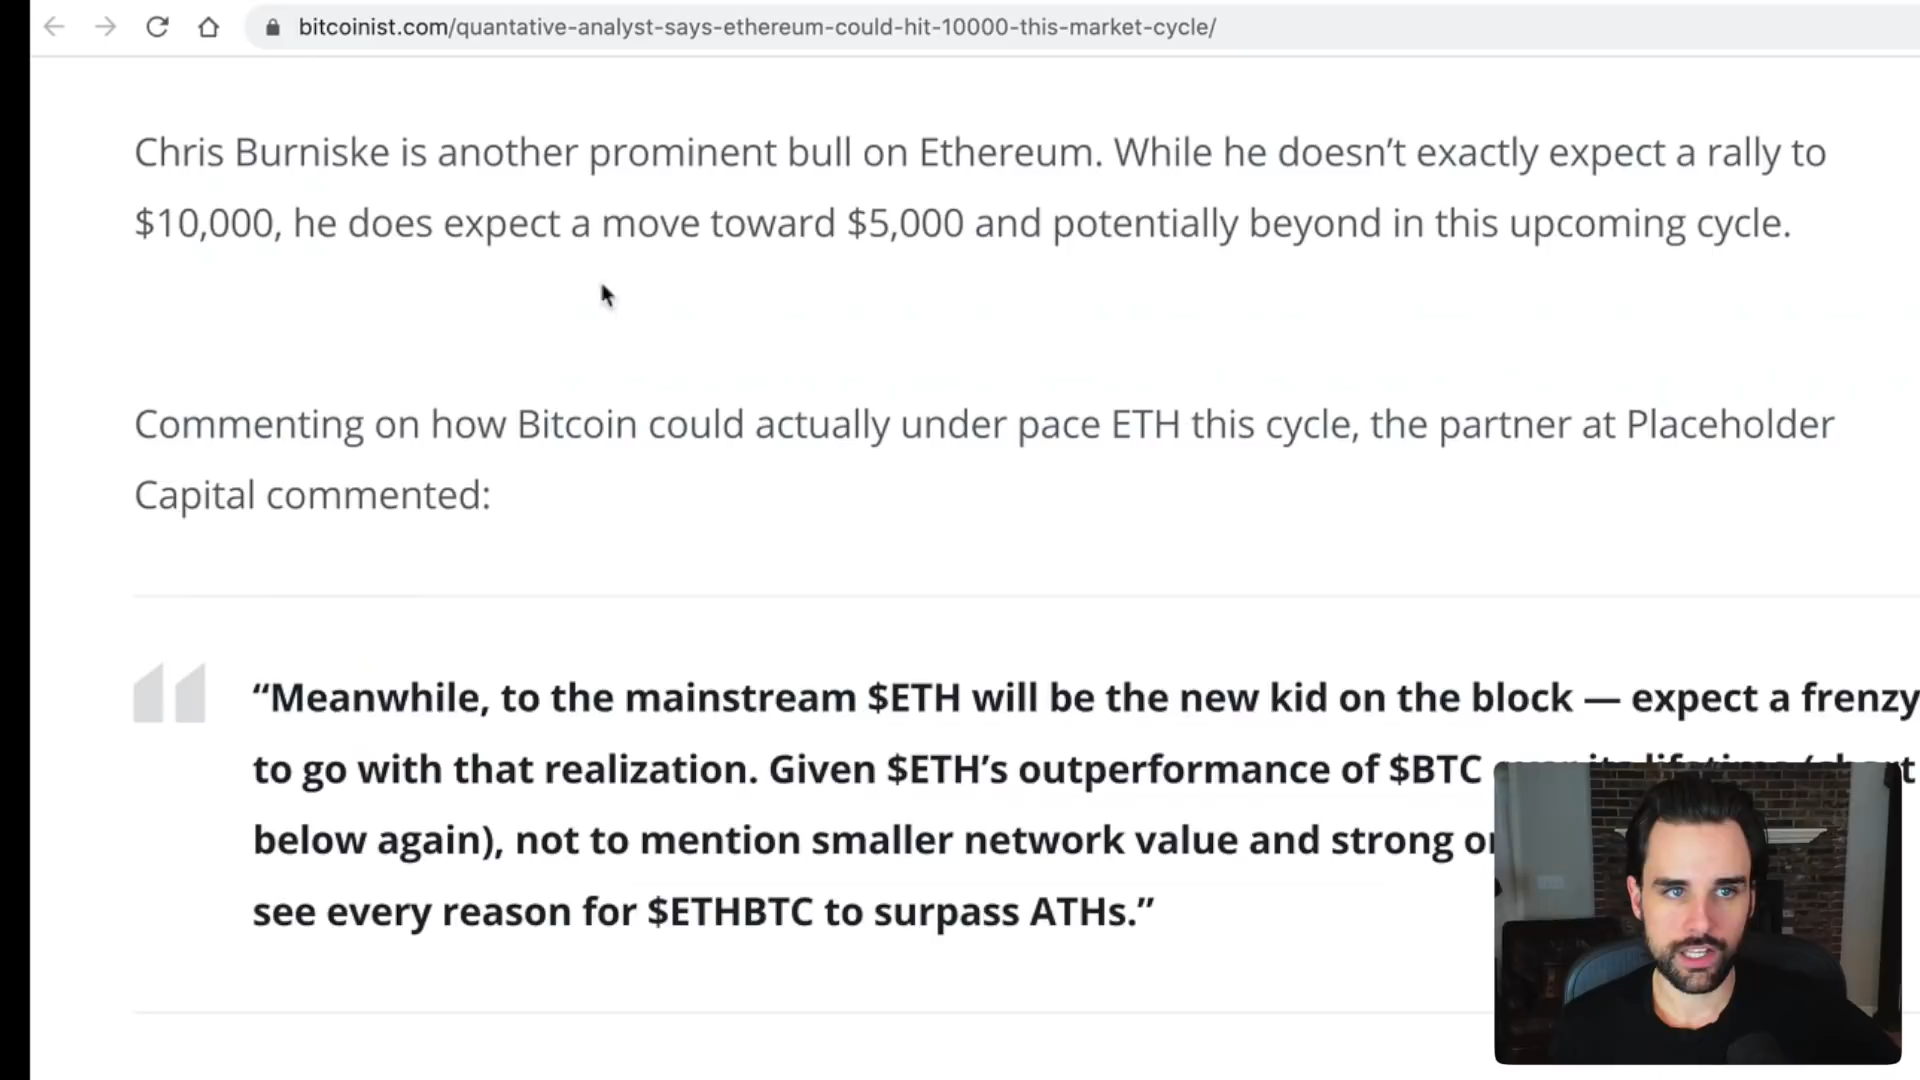 bitcoinist.com/quantative-analyst-says-ethereum-could-hit-10000-this-market-cycle/
Chris Burniske is another prominent bull on Ethereum. While he doesn’t exactly expect a rally to
$10,000, he does expect a move toward $5,000 and potentially beyond in this upcoming cycle.
Commenting on how Bitcoin could actually under pace ETH this cycle, the partner at Placeholder
Capital commented:
“Meanwhile, to the mainstream $ETH will be the new kid on the block — expect a frenzy
to go with that realization. Given $ETH’s outperformance of $BTC
below again), not to mention smaller network value and strong
see every reason for $ETHBTC to surpass ATHs.”